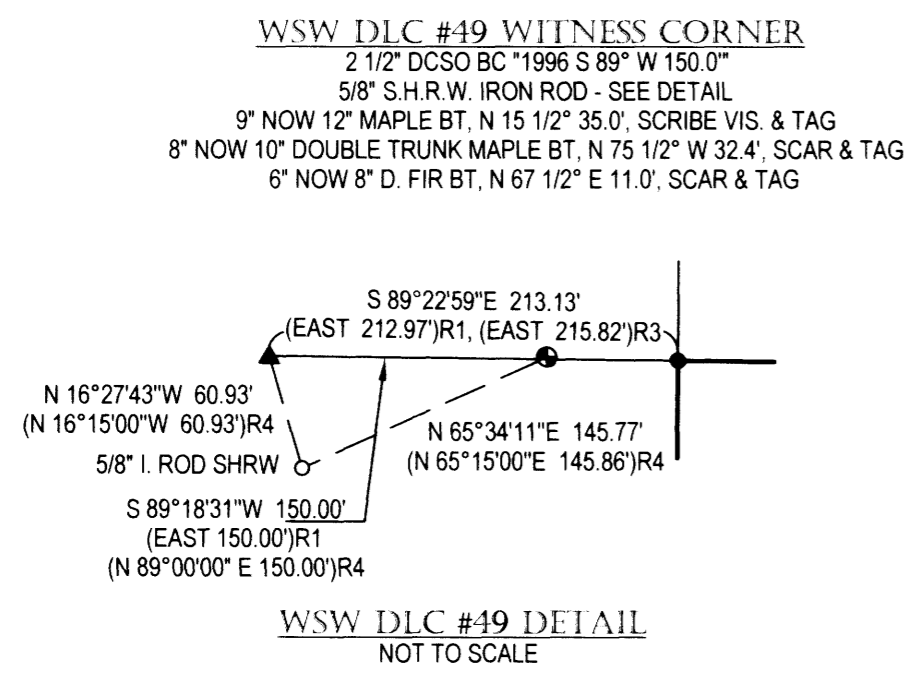 WSW DLC #49 WITNESS CORNER
2 1/2" DCSO BC "1996 S 89° W 150.0'"
5/8" S.H.R.W. IRON ROD - SEE DETAIL
9" NOW 12" MAPLE BT, N 15 1/2° 35.0', SCRIBE VIS. & TAG
8" NOW 10" DOUBLE TRUNK MAPLE BT, N 75 1/2° W 32.4', SCAR & TAG
6" NOW 8" D. FIR BT, N 67 1/2° E 11.0', SCAR & TAG
S 89°22'59"E 213.13'
(EAST 212.97')R1, (EAST 215.82')R3
N 16°27'43"W 60.93'
(N 16°15'00"W 60.93')R4
N 65°34'11"E 145.77'
(N 65°15'00"E 145.86')R4
5/8" I. ROD SHRW
S 89°18'31"W 150.00'
(EAST 150.00')R1
(N 89°00'00" E 150.00')R4
WSW DLC #49 DETAIL
NOT TO SCALE